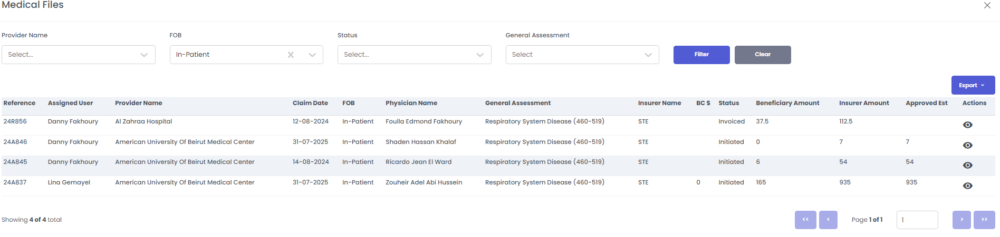 Medical Files
Provider Name FOB Status General Assessment
Select... In-Patient Select... Select Filter Clear
Export
Reference Assigned User Provider Name Claim Date FOB Physician Name General Assessment Insurer Name BC $ Status Beneficiary Amount Insurer Amount Approved Est Actions
24R856 Danny Fakhoury Al Zahraa Hospital 12-08-2024 In-Patient Foulla Edmond Fakhoury Respiratory System Disease (460-519) STE Invoiced 37.5 112.5
24A846 Danny Fakhoury American University Of Beirut Medical Center 31-07-2025 In-Patient Shaden Hassan Khalaf Respiratory System Disease (460-519) STE Initiated 0 7 7
24A845 Danny Fakhoury American University Of Beirut Medical Center 14-08-2024 In-Patient Ricardo Jean El Ward Respiratory System Disease (460-519) STE Initiated 6 54 54
24A837 Lina Gemayel American University Of Beirut Medical Center 31-07-2025 In-Patient Zouheir Adel Abi Hussein Respiratory System Disease (460-519) STE 0 Initiated 165 935 935
Showing 4 of 4 total << < Page 1 of 1 1 > >>